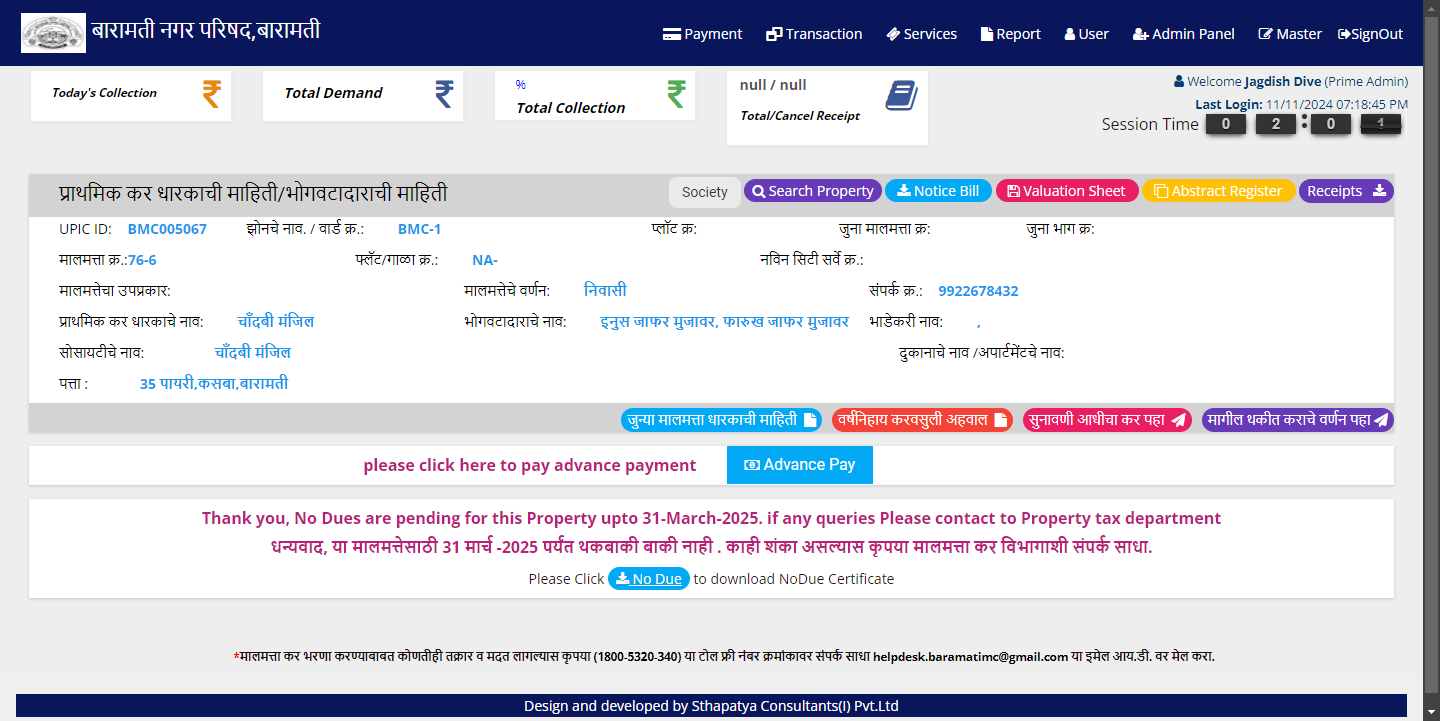 बारामती नगर परिषद,बारामती
Payment Transaction Services Report User Admin Panel Master SignOut
Today's Collection
Total Demand
%
Total Collection
null / null
Total/Cancel Receipt
Welcome Jagdish Dive (Prime Admin)
Last Login: 11/11/2024 07:18:45 PM
Session Time 0 2 : 0 1
प्राथमिक कर धारकाची माहिती/भोगवटादाराची माहिती
Society Search Property Notice Bill Valuation Sheet Abstract Register Receipts
UPIC ID: BMC005067 झोनचे नाव. / वार्ड क्र.: BMC-1 प्लॉट क्र: जुना मालमत्ता क्र: जुना भाग क्र:
मालमत्ता क्र.:76-6 फ्लॅट/गाळा क्र.: NA- नविन सिटी सर्वे क्र.:
मालमत्तेचा उपप्रकार: मालमत्तेचे वर्णन: निवासी संपर्क क्र.: 9922678432
प्राथमिक कर धारकाचे नाव: चाँदबी मंजिल भोगवटादाराचे नाव: इनुस जाफर मुजावर, फारुख जाफर मुजावर भाडेकरी नाव: ,
सोसायटीचे नाव: चाँदबी मंजिल दुकानाचे नाव /अपार्टमेंटचे नाव:
पत्ता : 35 पायरी,कसबा,बारामती
जुन्या मालमत्ता धारकाची माहिती वर्षनिहाय करवसुली अहवाल सुनावणी आधीचा कर पहा मागील थकीत कराचे वर्णन पहा
please click here to pay advance payment Advance Pay
Thank you, No Dues are pending for this Property upto 31-March-2025. if any queries Please contact to Property tax department
धन्यवाद, या मालमत्तेसाठी 31 मार्च -2025 पर्यंत थकबाकी बाकी नाही . काही शंका असल्यास कृपया मालमत्ता कर विभागाशी संपर्क साधा.
Please Click No Due to download NoDue Certificate
*मालमत्ता कर भरणा करण्याबाबत कोणतीही तक्रार व मदत लागल्यास कृपया (1800-5320-340) या टोल फ्री नंबर क्रमांकावर संपर्क साधा helpdesk.baramatimc@gmail.com या इमेल आय.डी. वर मेल करा.
Design and developed by Sthapatya Consultants(I) Pvt.Ltd